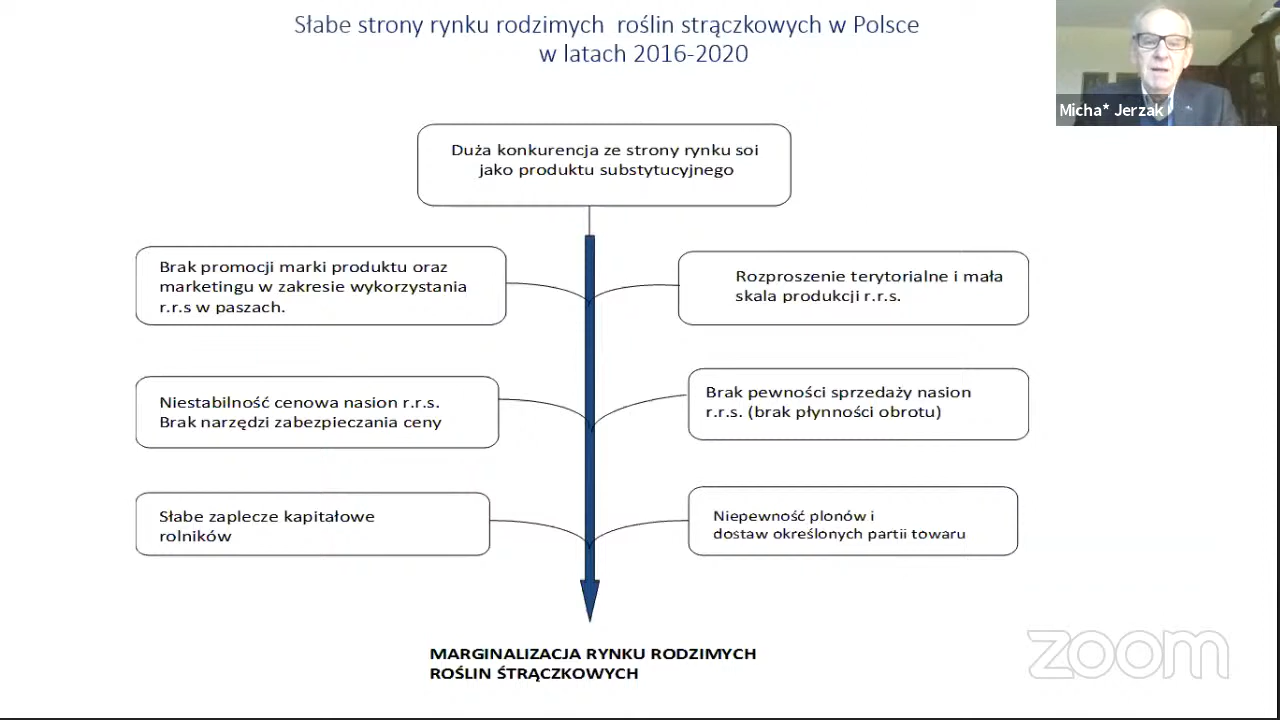 Słabe strony rynku rodzimych roślin strączkowych w Polsce
w latach 2016-2020
Micha* Jerzak
Duża konkurencja ze strony rynku soi
jako produktu substytucyjnego
Brak promocji marki produktu oraz
marketingu w zakresie wykorzystania
r.r.s w paszach.
Rozproszenie terytorialne i mała
skala produkcji r.r.s.
Niestabilność cenowa nasion r.r.s.
Brak narzędzi zabezpieczania ceny
Brak pewności sprzedaży nasion
r.r.s. (brak płynności obrotu)
Słabe zaplecze kapitałowe
rolników
Niepewność plonów i
dostaw określonych partii towaru
MARGINALIZACJA RYNKU RODZIMYCH
ROŚLIN ŚTRĄCZKOWYCH
zoom